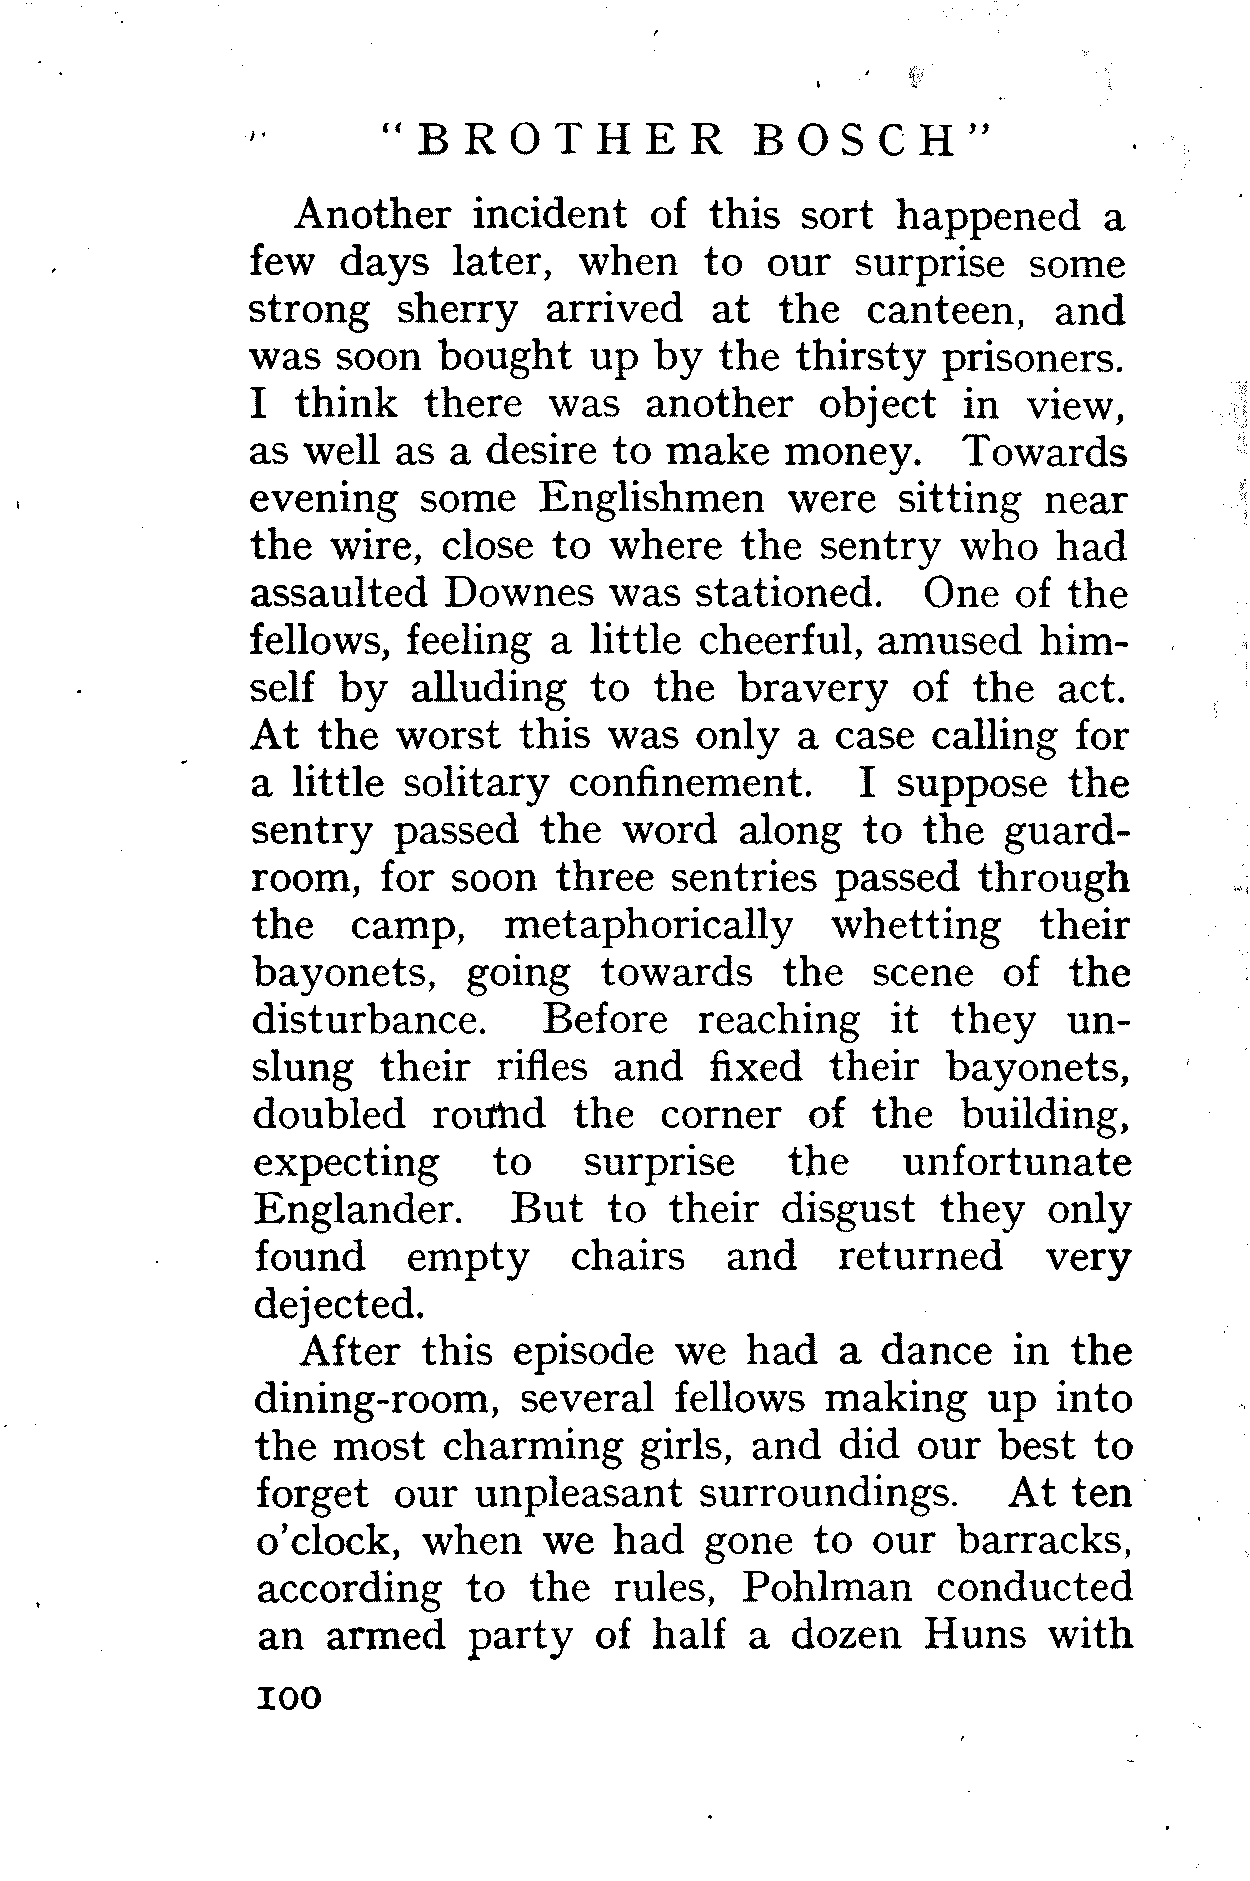 "BROTHER BOSCH"
Another incident of this sort happened a
few days later, when to our surprise some
strong sherry arrived at the canteen, and
was soon bought up by the thirsty prisoners.
I think there was another object in view,
as well as a desire to make money. Towards
evening some Englishmen were sitting near
the wire, close to where the sentry who had
assaulted Downes was stationed. One of the
fellows, feeling a little cheerful, amused him-
self by alluding to the bravery of the act.
At the worst this was only a case calling for
a little solitary confinement. I suppose the
sentry passed the word along to the guard-
room, for soon three sentries passed through
the camp, metaphorically whetting their
bayonets, going towards the scene of the
disturbance. Before reaching it they un-
slung their rifles and fixed their bayonets,
doubled round the corner of the building,
expecting to surprise the unfortunate
Englander. But to their disgust they only
found empty chairs and returned very
dejected.
After this episode we had a dance in the
dining-room, several fellows making up into
the most charming girls, and did our best to
forget our unpleasant surroundings. At ten
o'clock, when we had gone to our barracks,
according to the rules, Pohlman conducted
an armed party of half a dozen Huns with
100